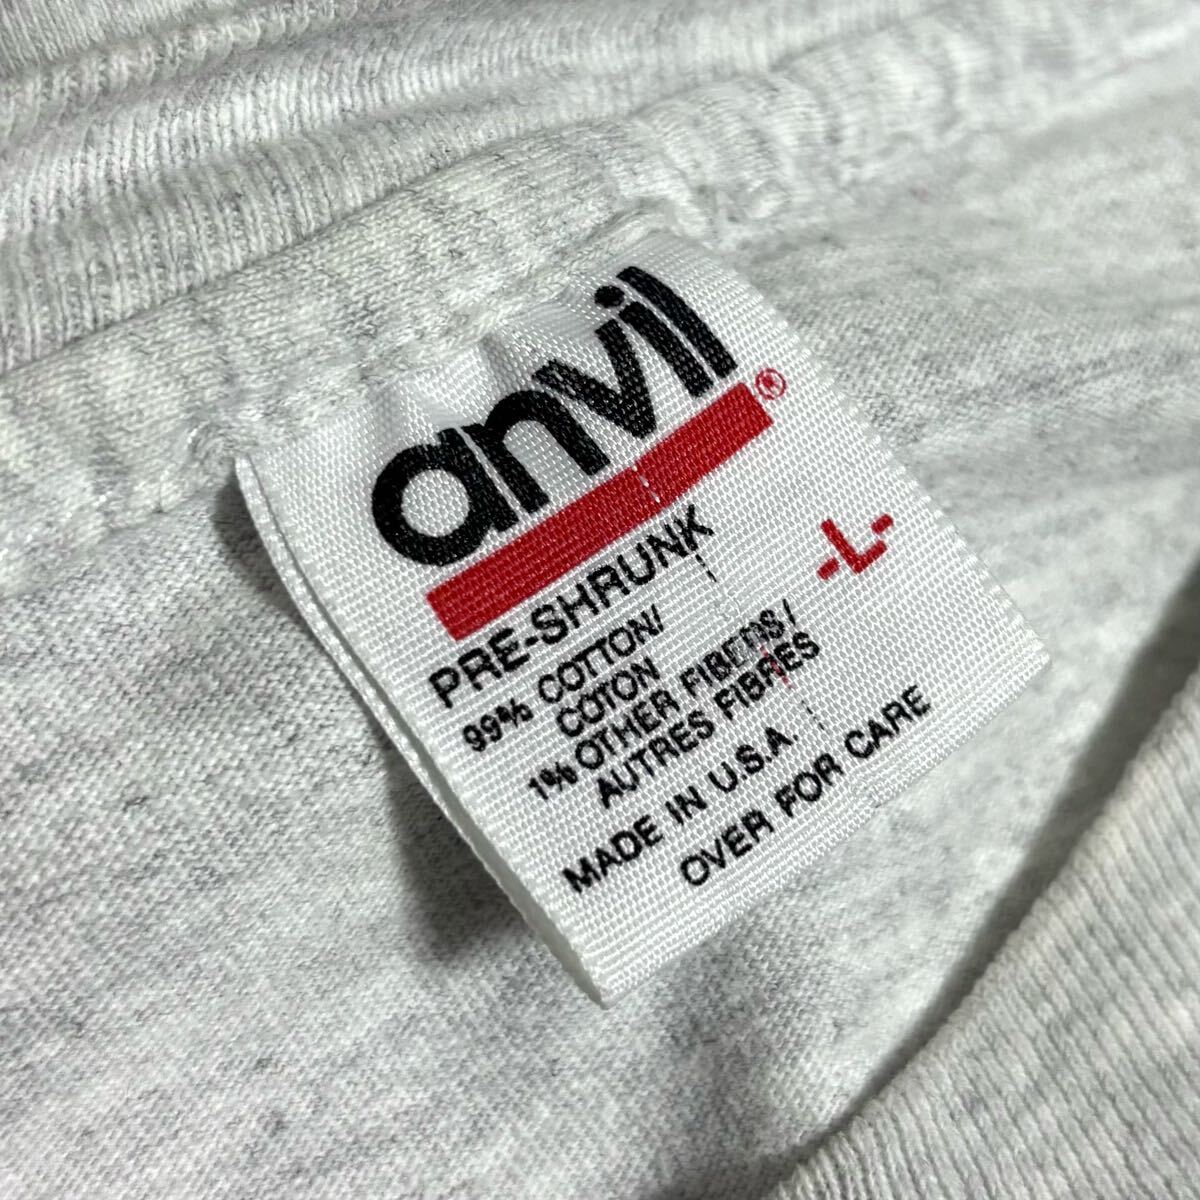 anvil®
PRE-SHRUNK
-L-
99% COTTON/
COTON
1% OTHER FIBERS/
AUTRES FIBRES
MADE IN U.S.A
OVER FOR CARE